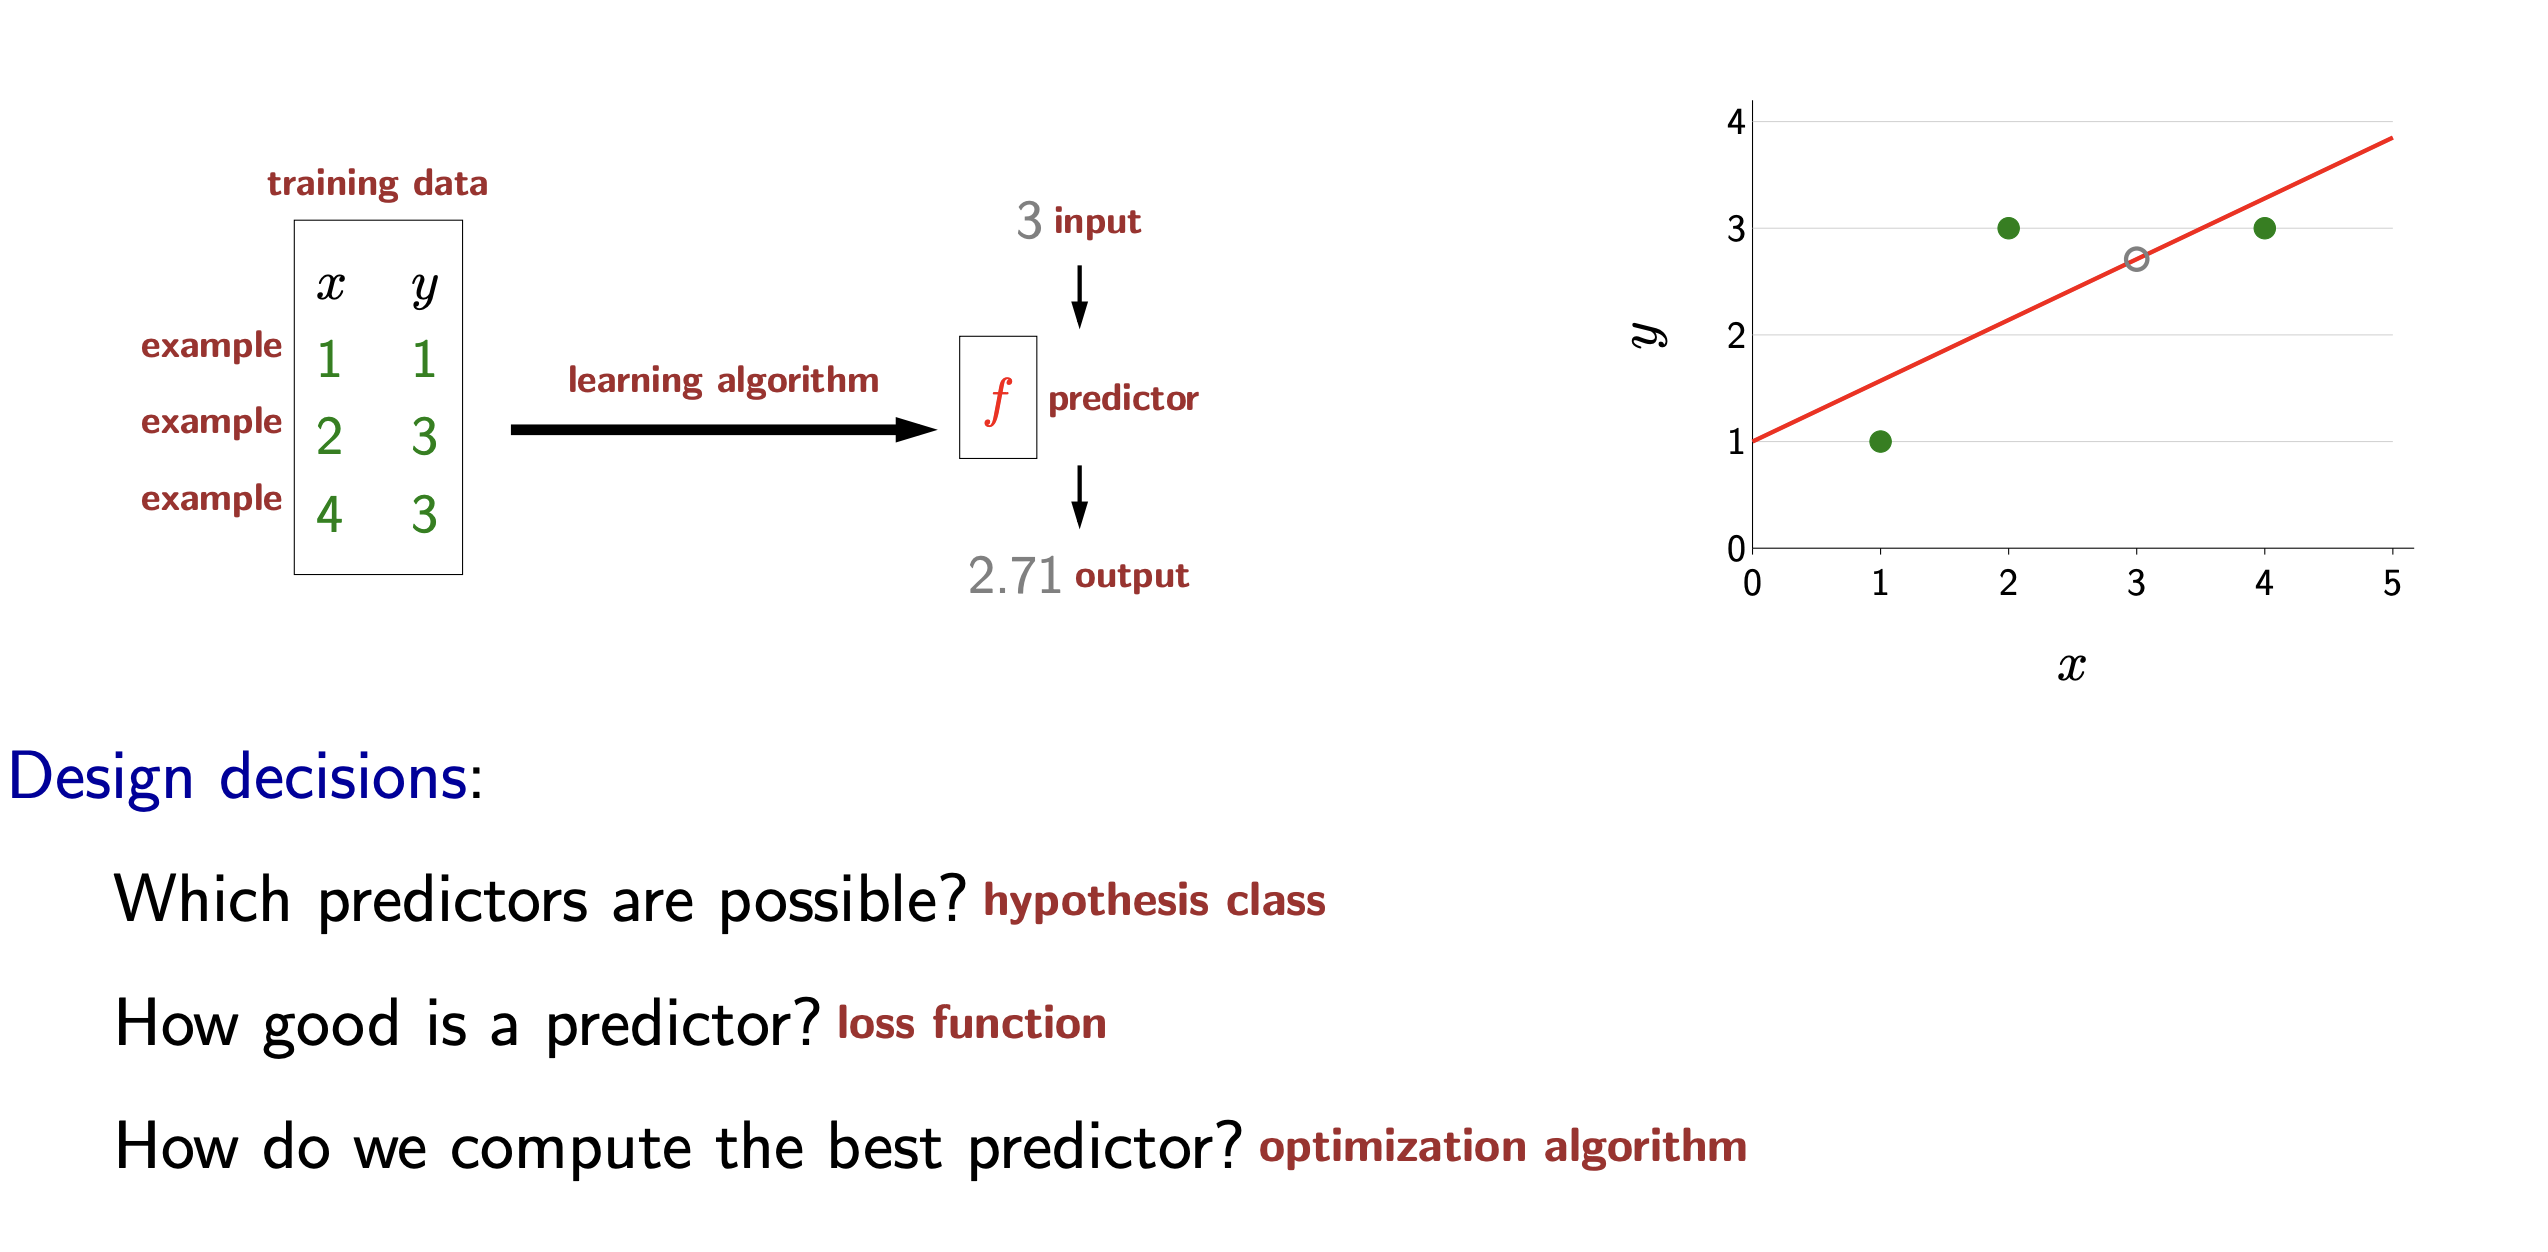 training data
x y
example 1 1
example 2 3
example 4 3
learning algorithm
3 input
f predictor
2.71 output
4
3
2
1
0
y
0 1 2 3 4 5
x
Design decisions:
Which predictors are possible? hypothesis class
How good is a predictor? loss function
How do we compute the best predictor? optimization algorithm